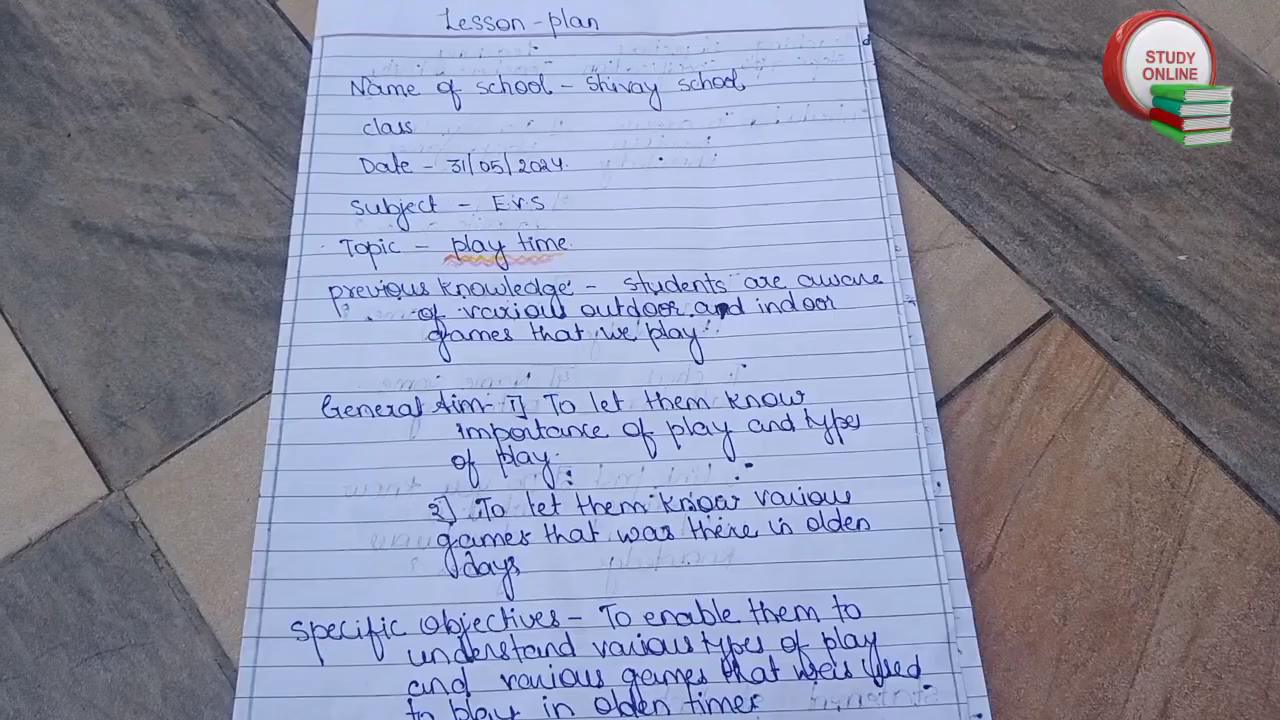 Lesson-plan
STUDY
ONLINE
Name of school - Shivay school
class
Date - 31/05/2024.
Subject - E.V.S
Topic - play time
previous knowledge - students are aware
of various outdoor and indoor
games that we play
General Aim - 1] To let them know
importance of play and types
of play.
2] To let them know various
games that was there in olden
days
Specific Objectives - To enable them to
understand various types of play
and various games that were used
to play in olden times